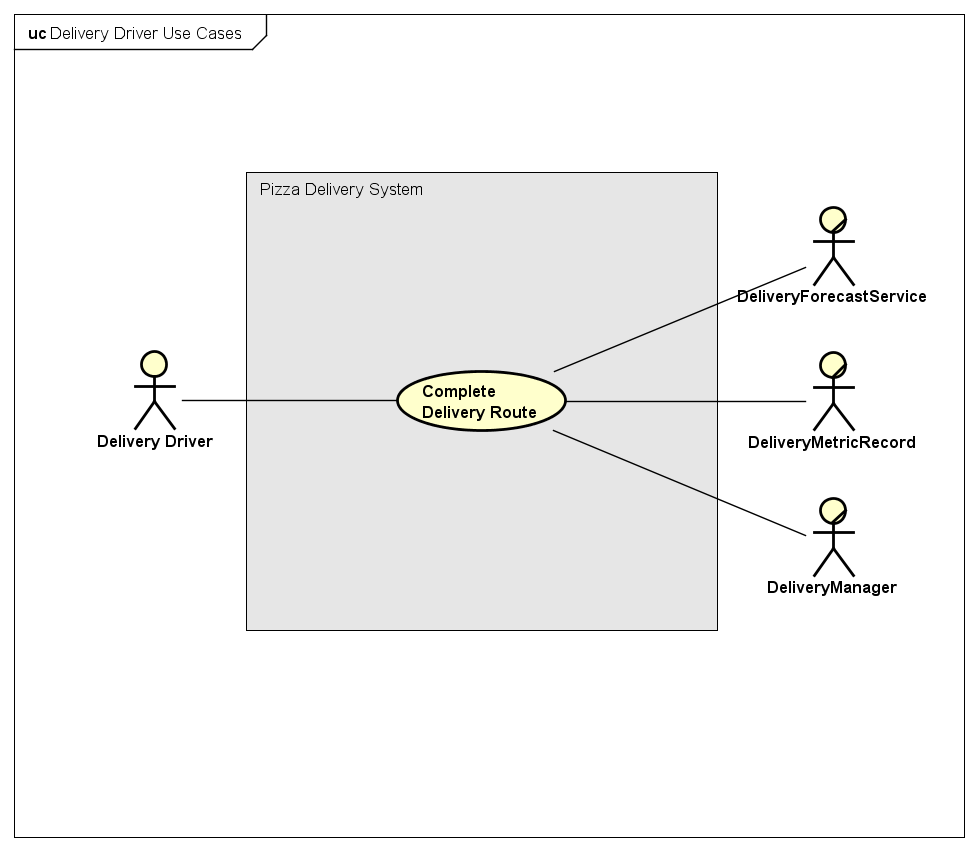 uc Delivery Driver Use Cases
Pizza Delivery System
DeliveryForecastService
Complete
Delivery Route
Delivery Driver
DeliveryMetricRecord
DeliveryManager